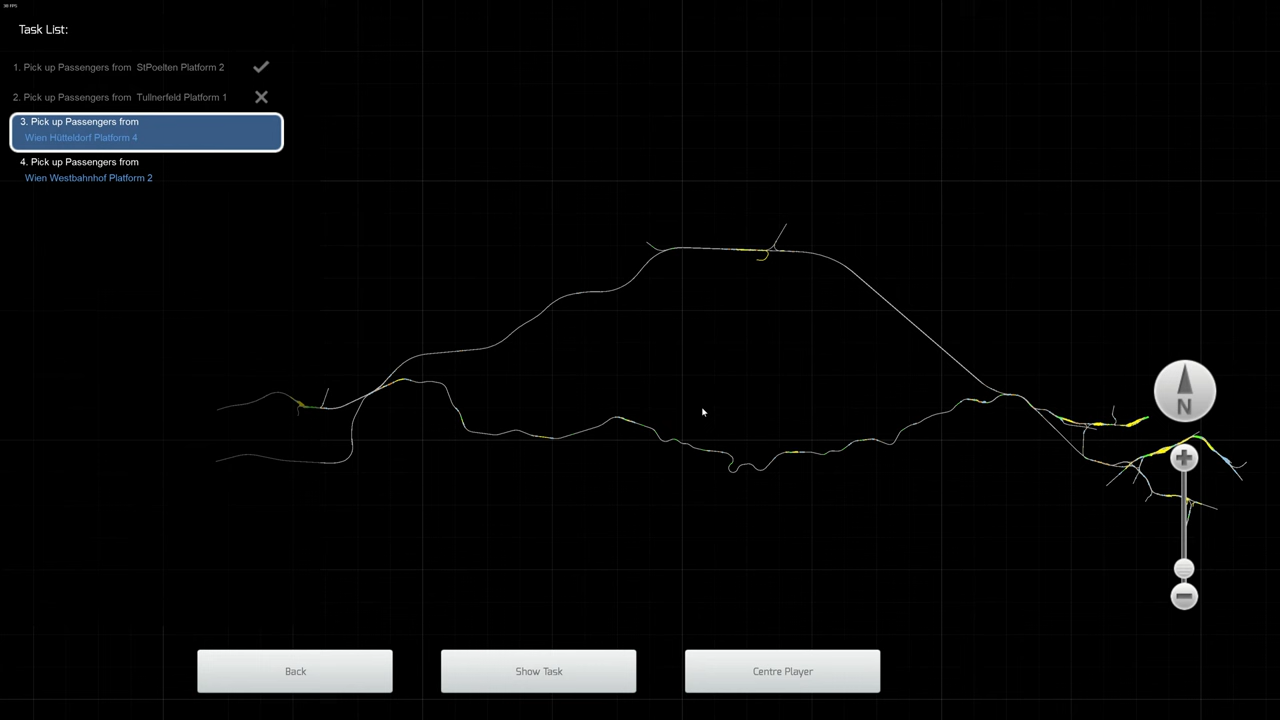 36 FPS
Task List:
1. Pick up Passengers from StPoelten Platform 2
2. Pick up Passengers from Tullnerfeld Platform 1
3. Pick up Passengers from
Wien Hütteldorf Platform 4
4. Pick up Passengers from
Wien Westbahnhof Platform 2
N
Back
Show Task
Centre Player